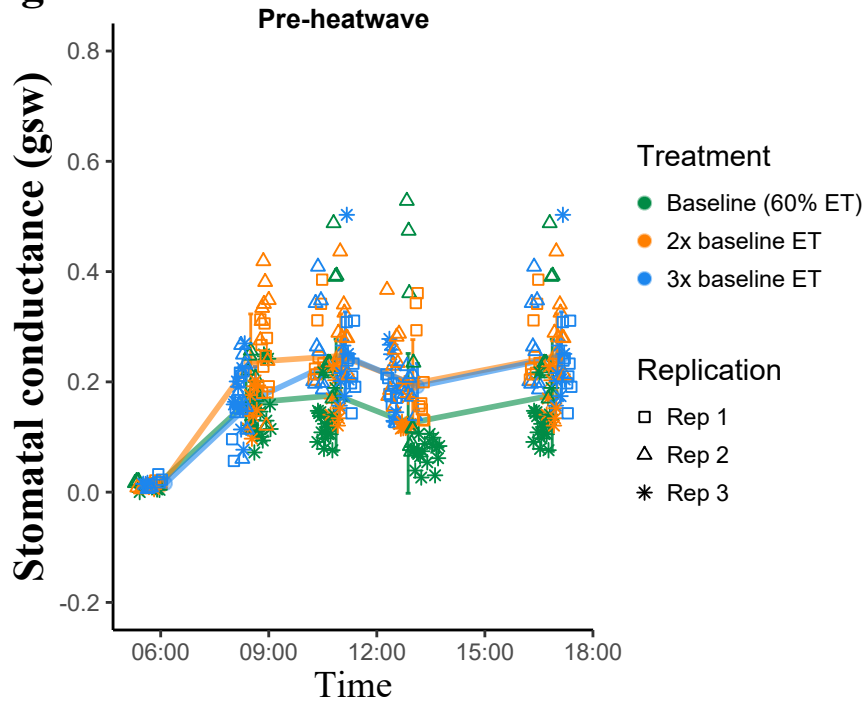 g
Pre-heatwave
Stomatal conductance (gsw)
0.8
0.6
0.4
0.2
0.0
-0.2
06:00 09:00 12:00 15:00 18:00
Time
Treatment
Baseline (60% ET)
2x baseline ET
3x baseline ET
Replication
Rep 1
Rep 2
Rep 3